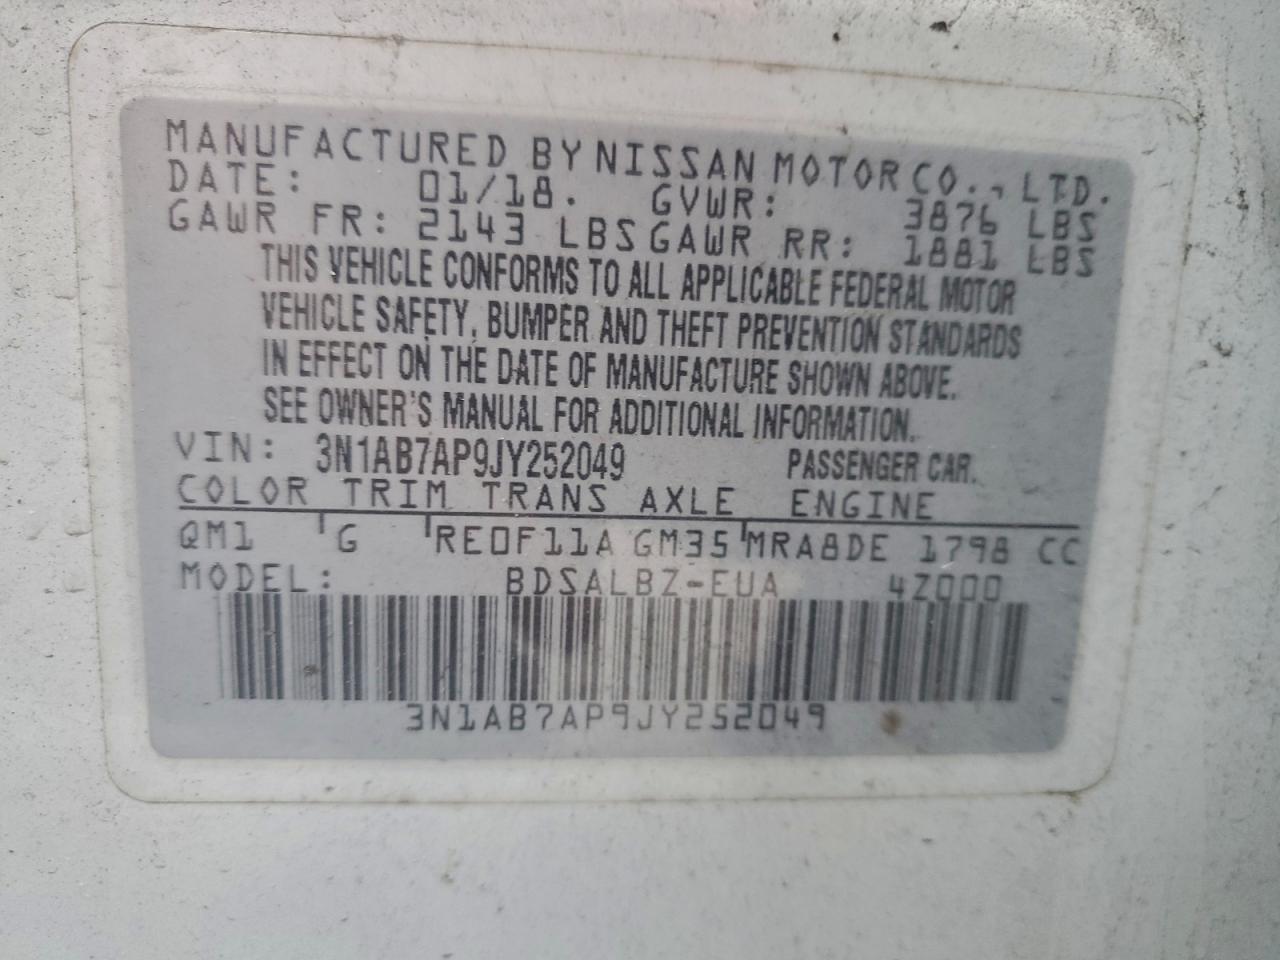 MANUFACTURED BY NISSAN MOTOR CO., LTD.
DATE: 01/18. GVWR: 3876 LBS
GAWR FR: 2143 LBS GAWR RR: 1881 LBS
THIS VEHICLE CONFORMS TO ALL APPLICABLE FEDERAL MOTOR
VEHICLE SAFETY, BUMPER AND THEFT PREVENTION STANDARDS
IN EFFECT ON THE DATE OF MANUFACTURE SHOWN ABOVE.
SEE OWNER'S MANUAL FOR ADDITIONAL INFORMATION.
VIN: 3N1AB7AP9JY252049 PASSENGER CAR.
COLOR TRIM TRANS AXLE ENGINE
QM1 G RE0F11A GM35 MRA8DE 1798 CC
MODEL: BDSALBZ-EUA 4Z000
3N1AB7AP9JY252049